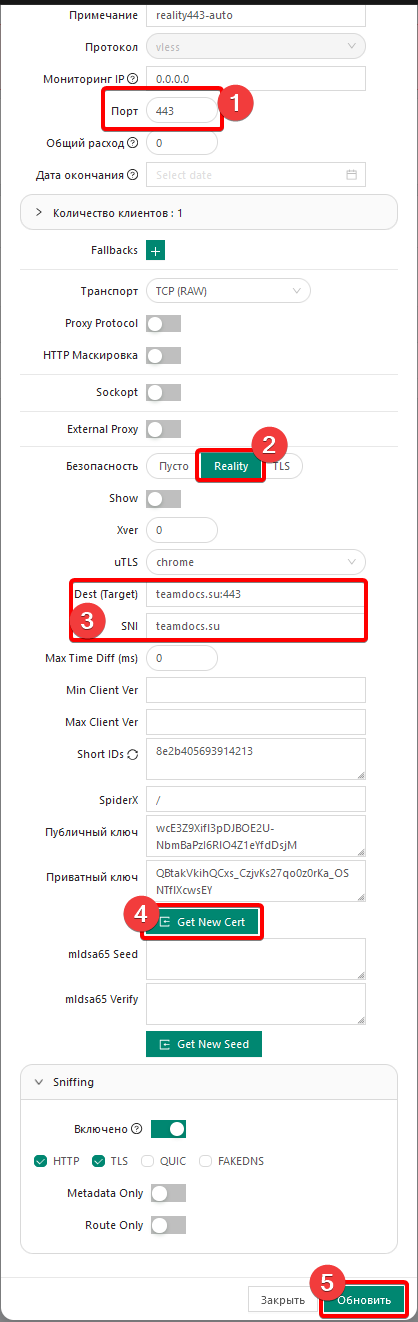 Примечание reality443-auto
Протокол vless
Мониторинг IP 0.0.0.0
Порт 443 1
Общий расход 0
Дата окончания Select date
Количество клиентов : 1
Fallbacks +
Транспорт TCP (RAW)
Proxy Protocol
HTTP Маскировка
Sockopt
External Proxy
2
Безопасность Пусто Reality TLS
Show
Xver 0
uTLS chrome
Dest (Target) teamdocs.su:443
3
SNI teamdocs.su
Max Time Diff (ms) 0
Min Client Ver
Max Client Ver
Short IDs 8e2b405693914213
SpiderX /
Публичный ключ wcE3Z9XifI3pDJBOE2U-
NbmBaPzI6RIO4Z1eYfdDsjM
Приватный ключ QBtakVkihQCxs_CzjvKs27qo0z0rKa_OS
NTfIXcwsEY
4 Get New Cert
mldsa65 Seed
mldsa65 Verify
Get New Seed
Sniffing
Включено
HTTP TLS QUIC FAKEDNS
Metadata Only
Route Only
5
Закрыть Обновить